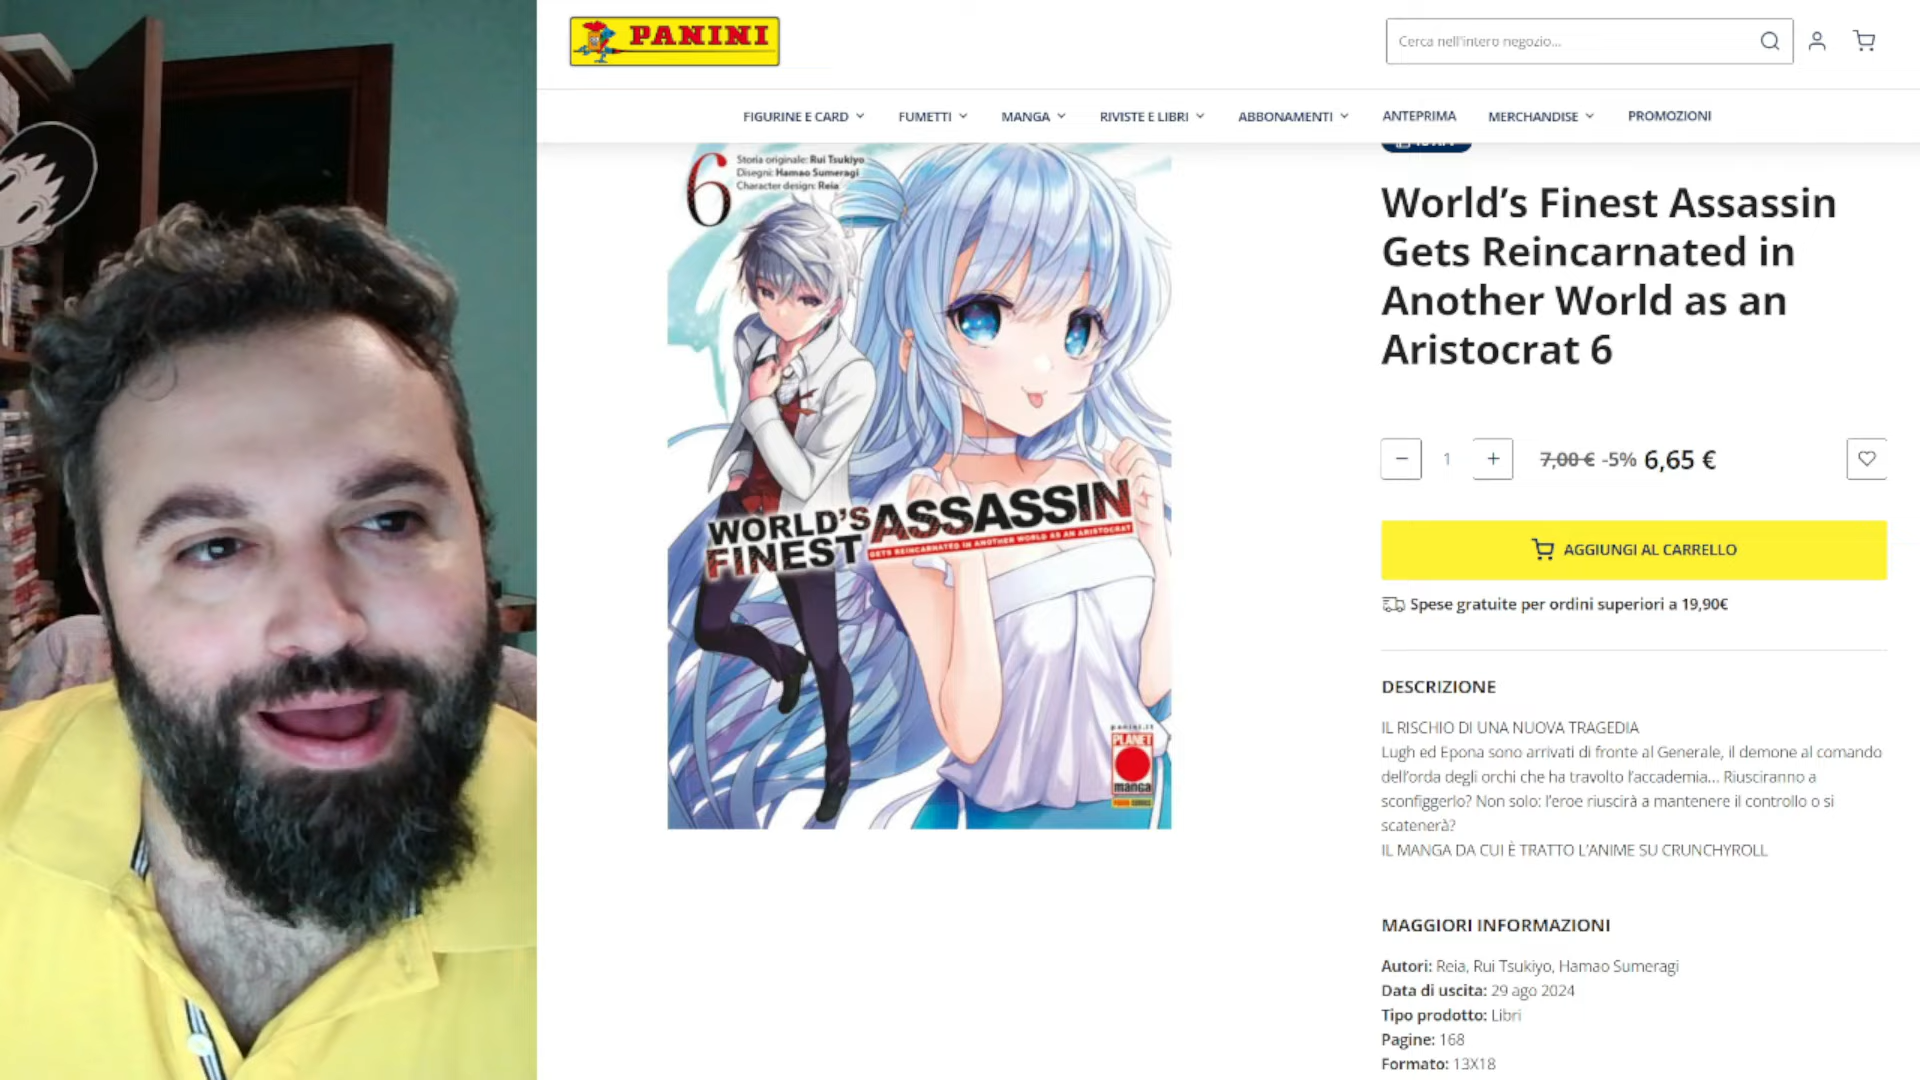 PANINI
Cerca nell'intero negozio...
FIGURINE E CARD
FUMETTI
MANGA
RIVISTE E LIBRI
ABBONAMENTI
ANTEPRIMA
MERCHANDISE
PROMOZIONI
6
Storia originale: Rui Tsukiyo
Disegni: Hamao Sumeragi
Character design: Reia
WORLD'S
FINEST
ASSASSIN
GETS REINCARNATED IN ANOTHER WORLD AS AN ARISTOCRAT
PANINI.IT
PLANET
manga
PANINI COMICS
World’s Finest Assassin
Gets Reincarnated in
Another World as an
Aristocrat 6
− 1 + 7,00 € -5% 6,65 €
AGGIUNGI AL CARRELLO
Spese gratuite per ordini superiori a 19,90€
DESCRIZIONE
IL RISCHIO DI UNA NUOVA TRAGEDIA
Lugh ed Epona sono arrivati di fronte al Generale, il demone al comando
dell’orda degli orchi che ha travolto l’accademia... Riusciranno a
sconfiggerlo? Non solo: l’eroe riuscirà a mantenere il controllo o si
scatenerà?
IL MANGA DA CUI È TRATTO L’ANIME SU CRUNCHYROLL
MAGGIORI INFORMAZIONI
Autori: Reia, Rui Tsukiyo, Hamao Sumeragi
Data di uscita: 29 ago 2024
Tipo prodotto: Libri
Pagine: 168
Formato: 13X18